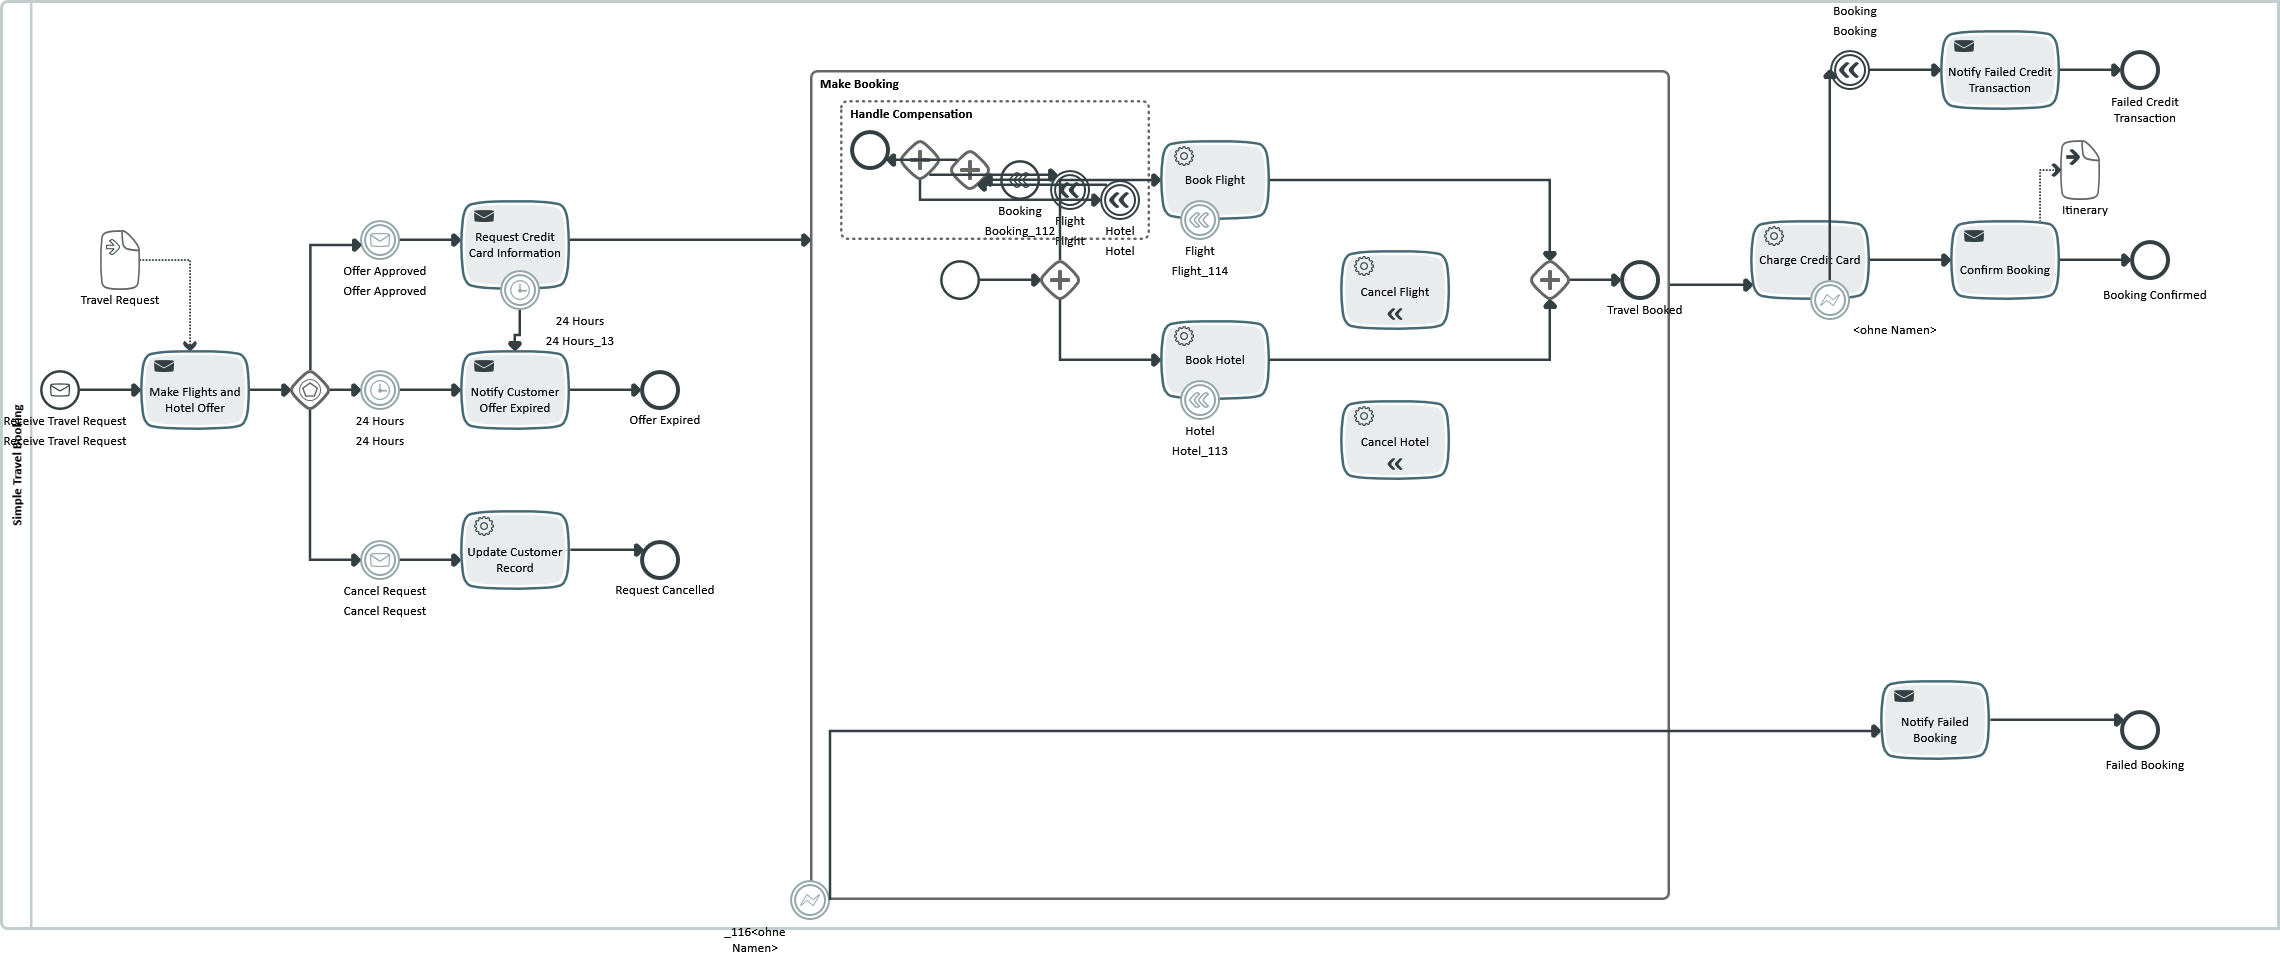 Simple Travel Booking
Travel Request
Receive Travel Request
Receive Travel Request
Make Flights and
Hotel Offer
Offer Approved
Offer Approved
24 Hours
24 Hours
Cancel Request
Cancel Request
Request Credit
Card Information
24 Hours
24 Hours_13
Notify Customer
Offer Expired
Offer Expired
Update Customer
Record
Request Cancelled
Make Booking
Handle Compensation
Booking
Booking_112
Flight
Flight
Hotel
Hotel
Book Flight
Flight
Flight_114
Cancel Flight
Book Hotel
Hotel
Hotel_113
Cancel Hotel
Travel Booked
_116<ohne
Namen>
Booking
Booking
Notify Failed Credit
Transaction
Failed Credit
Transaction
Itinerary
Charge Credit Card
<ohne Namen>
Confirm Booking
Booking Confirmed
Notify Failed
Booking
Failed Booking